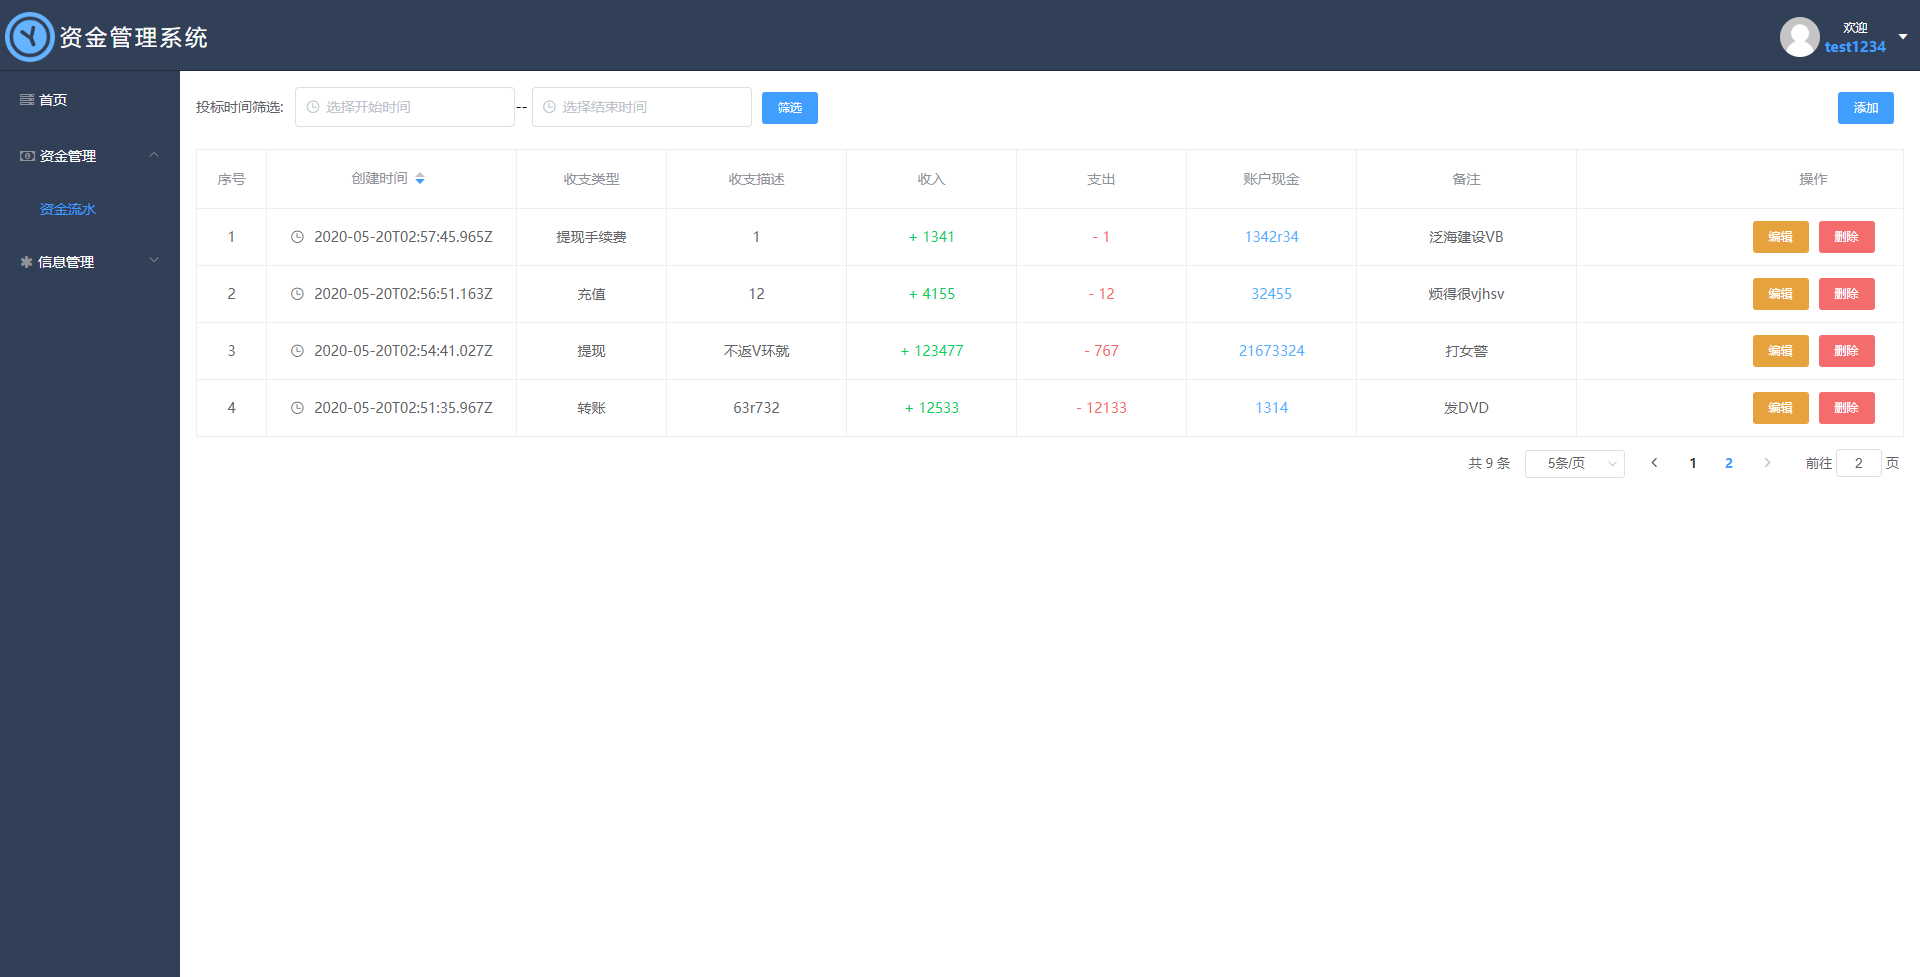 资金管理系统
欢迎
test1234
首页
资金管理
资金流水
信息管理
投标时间筛选: 选择开始时间 -- 选择结束时间 筛选 添加
序号 创建时间 收支类型 收支描述 收入 支出 账户现金 备注 操作
1 2020-05-20T02:57:45.965Z 提现手续费 1 + 1341 - 1 1342r34 泛海建设VB 编辑 删除
2 2020-05-20T02:56:51.163Z 充值 12 + 4155 - 12 32455 烦得很vjhsv 编辑 删除
3 2020-05-20T02:54:41.027Z 提现 不返V环就 + 123477 - 767 21673324 打女警 编辑 删除
4 2020-05-20T02:51:35.967Z 转账 63r732 + 12533 - 12133 1314 发DVD 编辑 删除
共 9 条 5条/页 1 2 前往 2 页